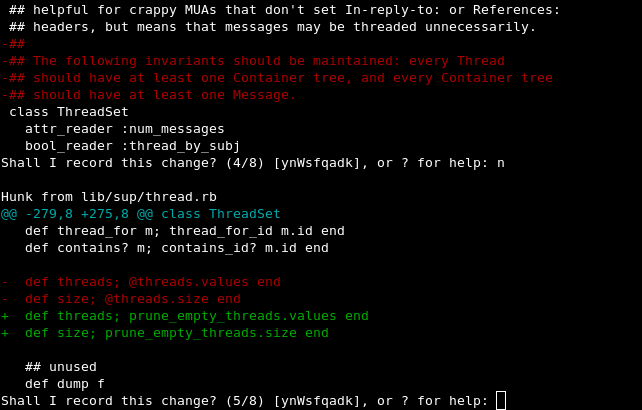 ## helpful for crappy MUAs that don't set In-reply-to: or References:
## headers, but means that messages may be threaded unnecessarily.
-##
-## The following invariants should be maintained: every Thread
-## should have at least one Container tree, and every Container tree
-## should have at least one Message.
class ThreadSet
attr_reader :num_messages
bool_reader :thread_by_subj
Shall I record this change? (4/8) [ynWsfqadk], or ? for help: n
Hunk from lib/sup/thread.rb
@@ -279,8 +275,8 @@ class ThreadSet
def thread_for m; thread_for_id m.id end
def contains? m; contains_id? m.id end
-  def threads; @threads.values end
-  def size; @threads.size end
+  def threads; prune_empty_threads.values end
+  def size; prune_empty_threads.size end
## unused
def dump f
Shall I record this change? (5/8) [ynWsfqadk], or ? for help: